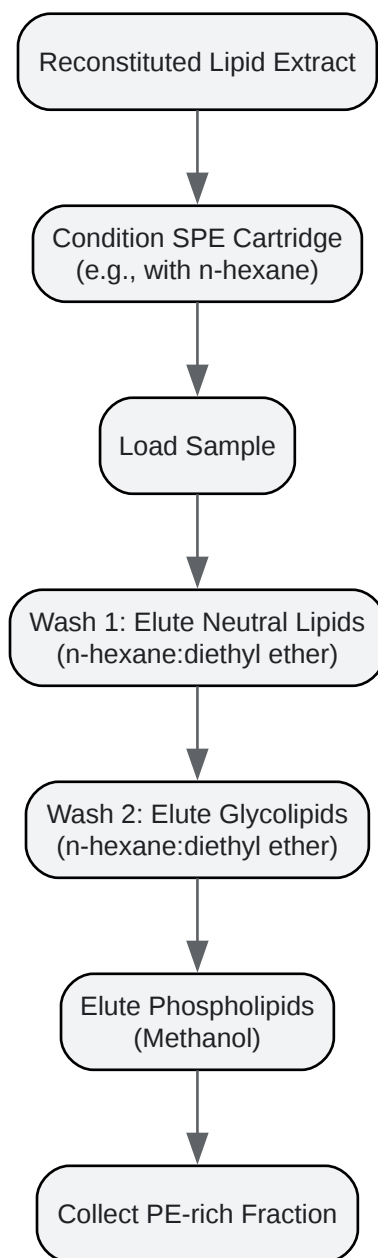 Reconstituted Lipid Extract
Condition SPE Cartridge
(e.g., with n-hexane)
Load Sample
Wash 1: Elute Neutral Lipids
(n-hexane:diethyl ether)
Wash 2: Elute Glycolipids
(n-hexane:diethyl ether)
Elute Phospholipids
(Methanol)
Collect PE-rich Fraction